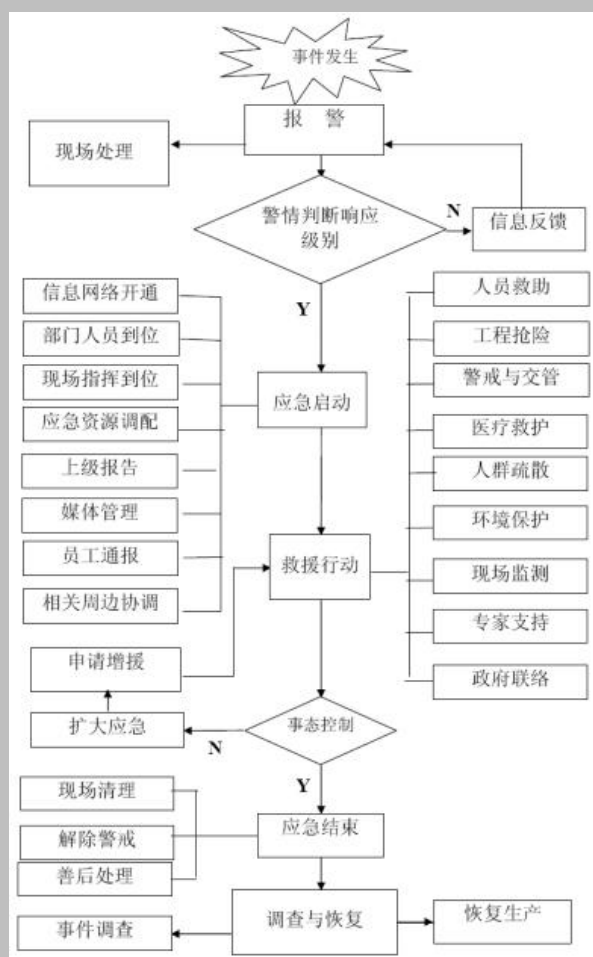 事件发生
报 警
现场处理
警情判断响应
级别
N
信息反馈
Y
信息网络开通
部门人员到位
现场指挥到位
应急资源调配
上级报告
媒体管理
员工通报
相关周边协调
应急启动
人员救助
工程抢险
警戒与交管
医疗救护
人群疏散
环境保护
现场监测
专家支持
政府联络
救援行动
申请增援
扩大应急
N
事态控制
Y
现场清理
解除警戒
善后处理
应急结束
调查与恢复
事件调查
恢复生产